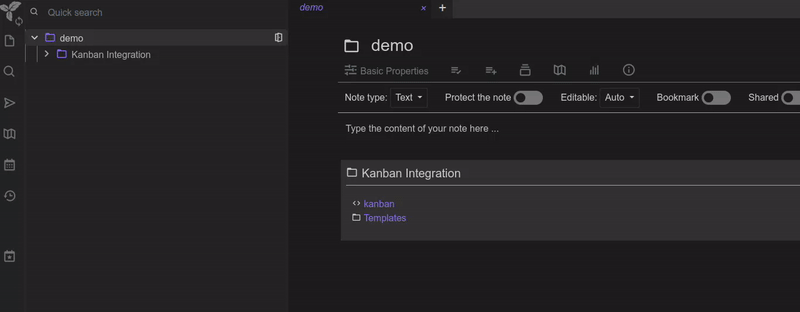 Quick search
demo
Kanban Integration
demo × +
demo
Basic Properties
Note type: Text Protect the note Editable: Auto Bookmark Shared
Type the content of your note here ...
Kanban Integration
kanban
Templates